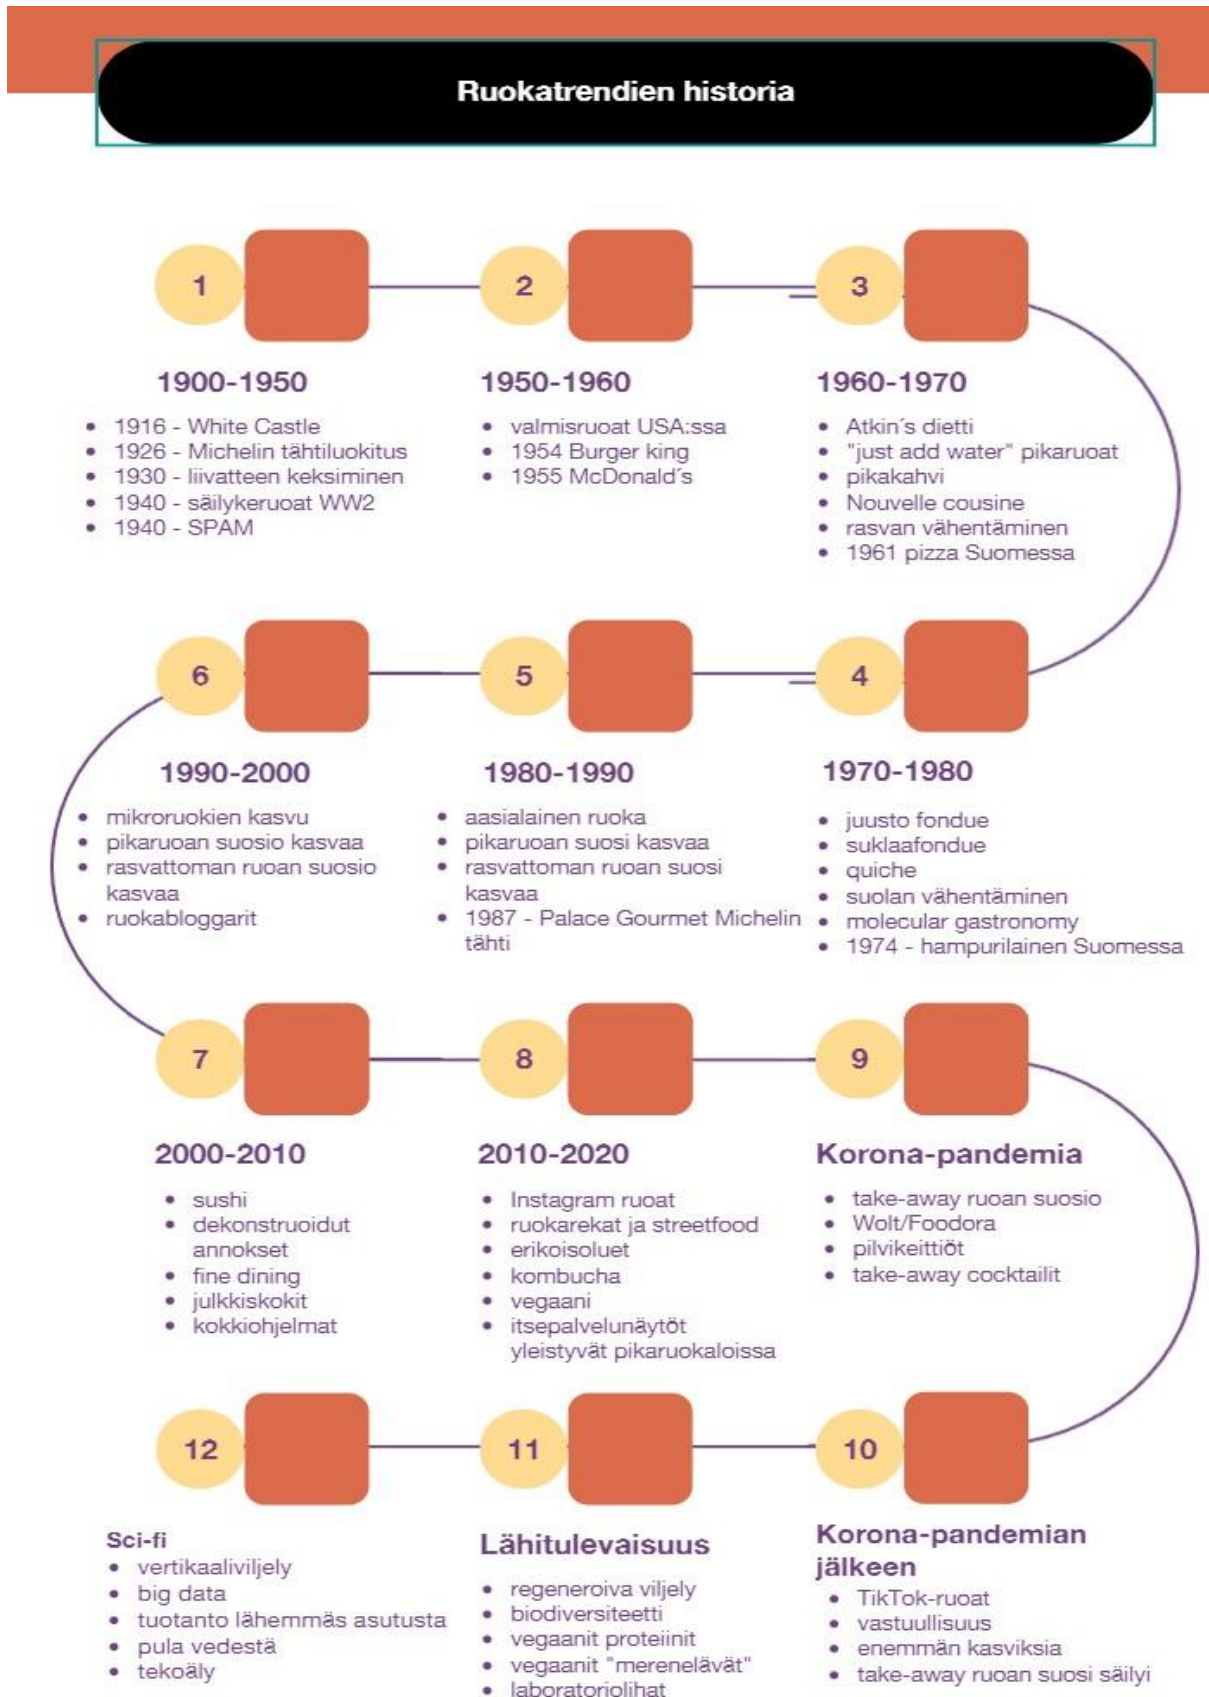 Ruokatrendien historia
1
2
3
1900-1950
• 1916 - White Castle
• 1926 - Michelin tähtiluokitus
• 1930 - liivatteen keksiminen
• 1940 - säilykeruoat WW2
• 1940 - SPAM
1950-1960
• valmisruoat USA:ssa
• 1954 Burger king
• 1955 McDonald´s
1960-1970
• Atkin´s dietti
• "just add water" pikaruoat
• pikakahvi
• Nouvelle cousine
• rasvan vähentäminen
• 1961 pizza Suomessa
4
1970-1980
• juusto fondue
• suklaafondue
• quiche
• suolan vähentäminen
• molecular gastronomy
• 1974 - hampurilainen Suomessa
5
1980-1990
• aasialainen ruoka
• pikaruoan suosi kasvaa
• rasvattoman ruoan suosi
kasvaa
• 1987 - Palace Gourmet Michelin
tähti
6
1990-2000
• mikroruokien kasvu
• pikaruoan suosio kasvaa
• rasvattoman ruoan suosio
kasvaa
• ruokabloggarit
7
2000-2010
• sushi
• dekonstruoidut
annokset
• fine dining
• julkkiskokit
• kokkiohjelmat
8
2010-2020
• Instagram ruoat
• ruokarekat ja streetfood
• erikoisoluet
• kombucha
• vegaani
• itsepalvelunäytöt
yleistyvät pikaruokaloissa
9
Korona-pandemia
• take-away ruoan suosio
• Wolt/Foodora
• pilvikeittiöt
• take-away cocktailit
10
Korona-pandemian
jälkeen
• TikTok-ruoat
• vastuullisuus
• enemmän kasviksia
• take-away ruoan suosi säilyi
11
Lähitulevaisuus
• regeneroiva viljely
• biodiversiteetti
• vegaanit proteiinit
• vegaanit "merenelävät"
• laboratoriolihat
12
Sci-fi
• vertikaaliviljely
• big data
• tuotanto lähemmäs asutusta
• pula vedestä
• tekoäly